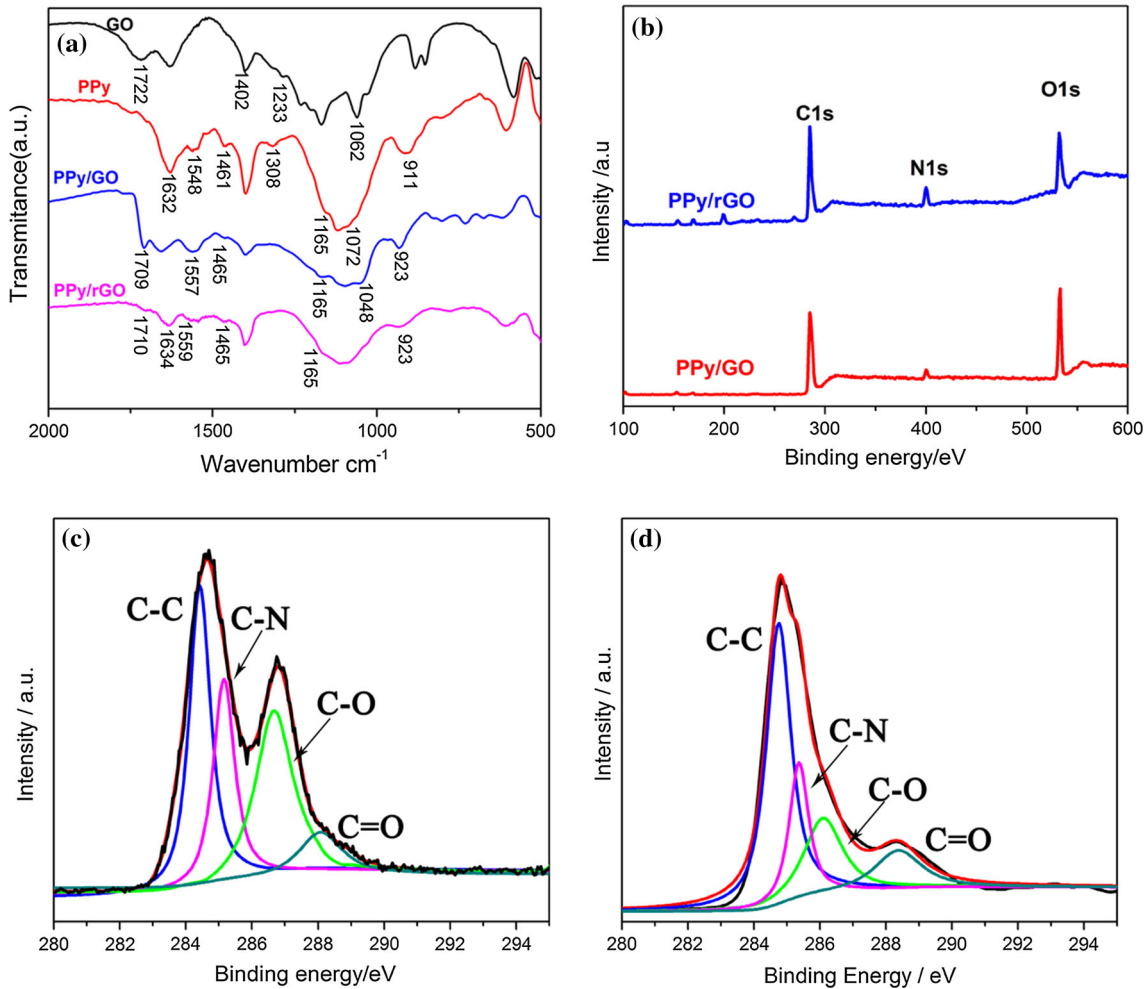 (a)
GO
1722
1402
1233
1062
PPy
1632
1548
1461
1308
1165
1072
911
PPy/GO
1709
1557
1465
1165
1048
923
PPy/rGO
1710
1634
1559
1465
1165
923
Transmitance(a.u.)
2000 1500 1000 500
Wavenumber cm-1
(b)
C1s
N1s
O1s
PPy/rGO
PPy/GO
Intensity /a.u
100 200 300 400 500 600
Binding energy/eV
(c)
C-C
C-N
C-O
C=O
Intensity / a.u.
280 282 284 286 288 290 292 294
Binding energy/eV
(d)
C-C
C-N
C-O
C=O
Intensity / a.u.
280 282 284 286 288 290 292 294
Binding Energy / eV